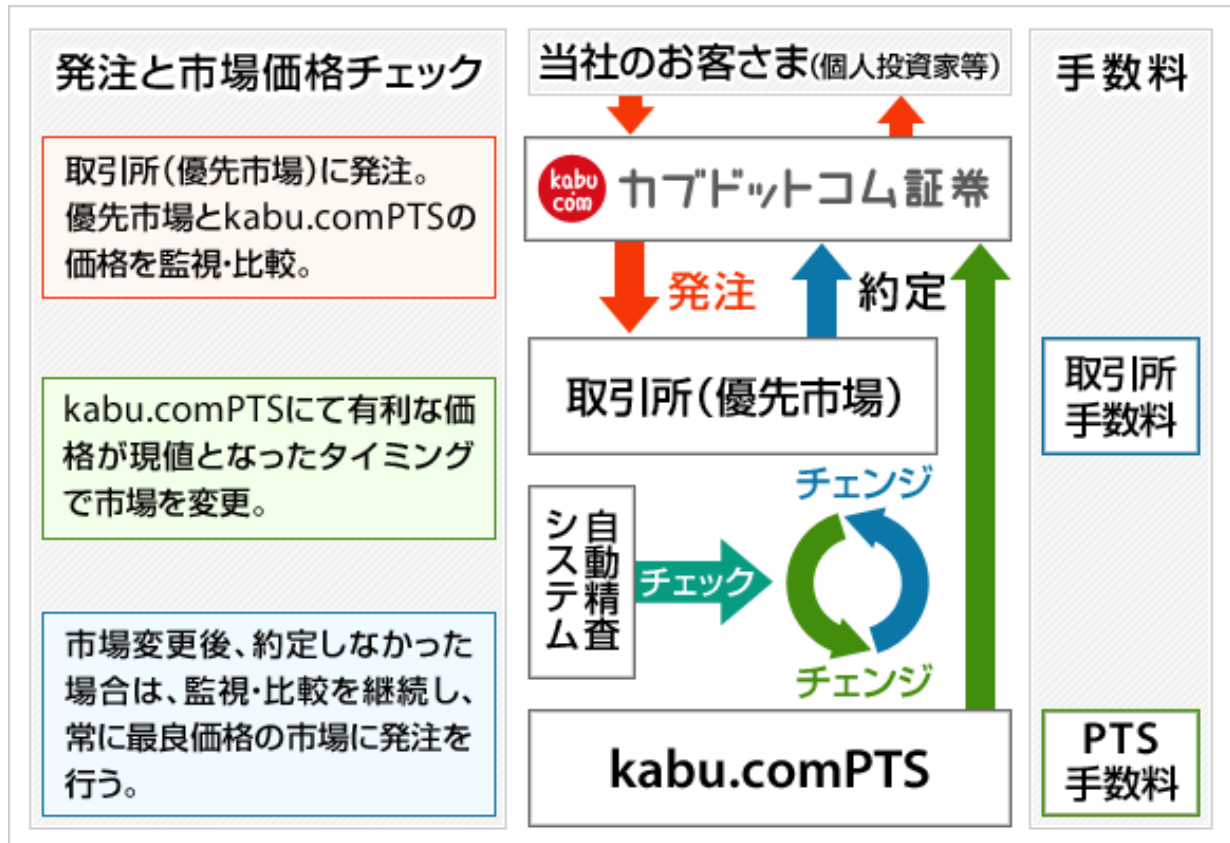 発注と市場価格チェック
取引所(優先市場)に発注。
優先市場とkabu.comPTSの
価格を監視・比較。
kabu.comPTSにて有利な価
格が現値となったタイミング
で市場を変更。
市場変更後、約定しなかった
場合は、監視・比較を継続し、
常に最良価格の市場に発注を
行う。
当社のお客さま(個人投資家等)
kabu
com
カブドットコム証券
発注
約定
取引所(優先市場)
チェンジ
自動精査
システム
チェック
チェンジ
kabu.comPTS
手数料
取引所
手数料
PTS
手数料